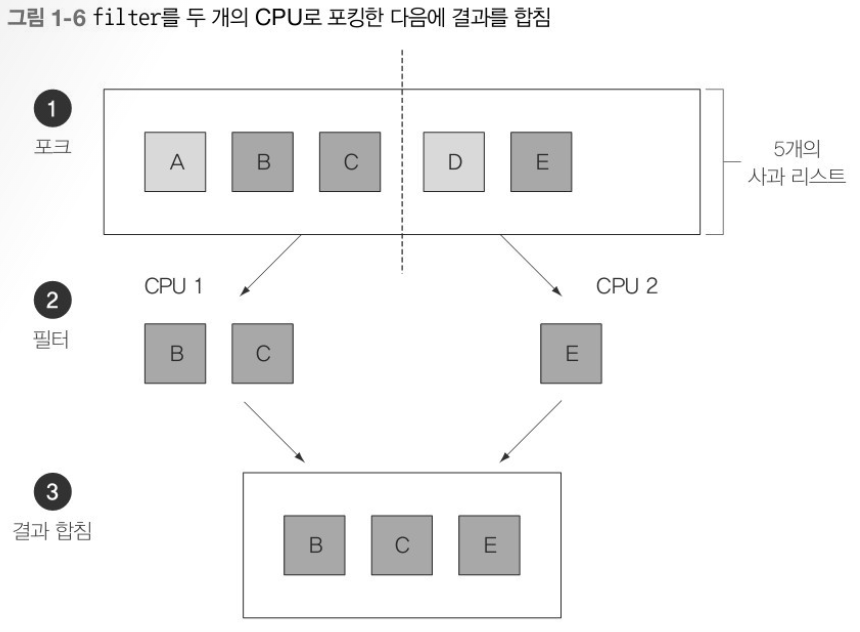 그림 1-6 filter를 두 개의 CPU로 포킹한 다음에 결과를 합침
1
포크
A B C D E
5개의
사과 리스트
CPU 1
CPU 2
2
필터
B C E
3
결과 합침
B C E